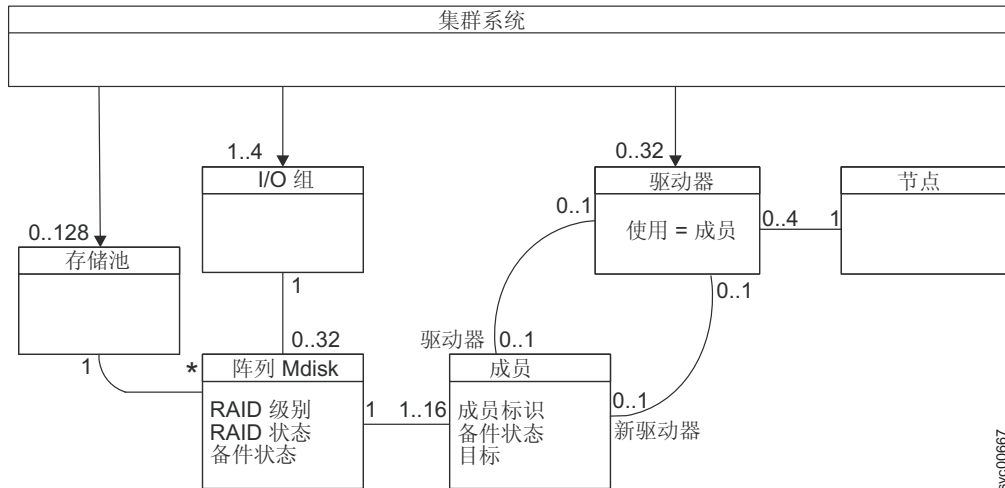 集群系统
1..4
I/O 组
0..32
驱动器
节点
0..1
使用 = 成员
0..4
1
0..128
存储池
1
0..1
0..32
驱动器
0..1
1
*
阵列 Mdisk
成员
RAID 级别
RAID 状态
备件状态
1
1..16
成员标识
备件状态
目标
0..1
新驱动器
svc00667